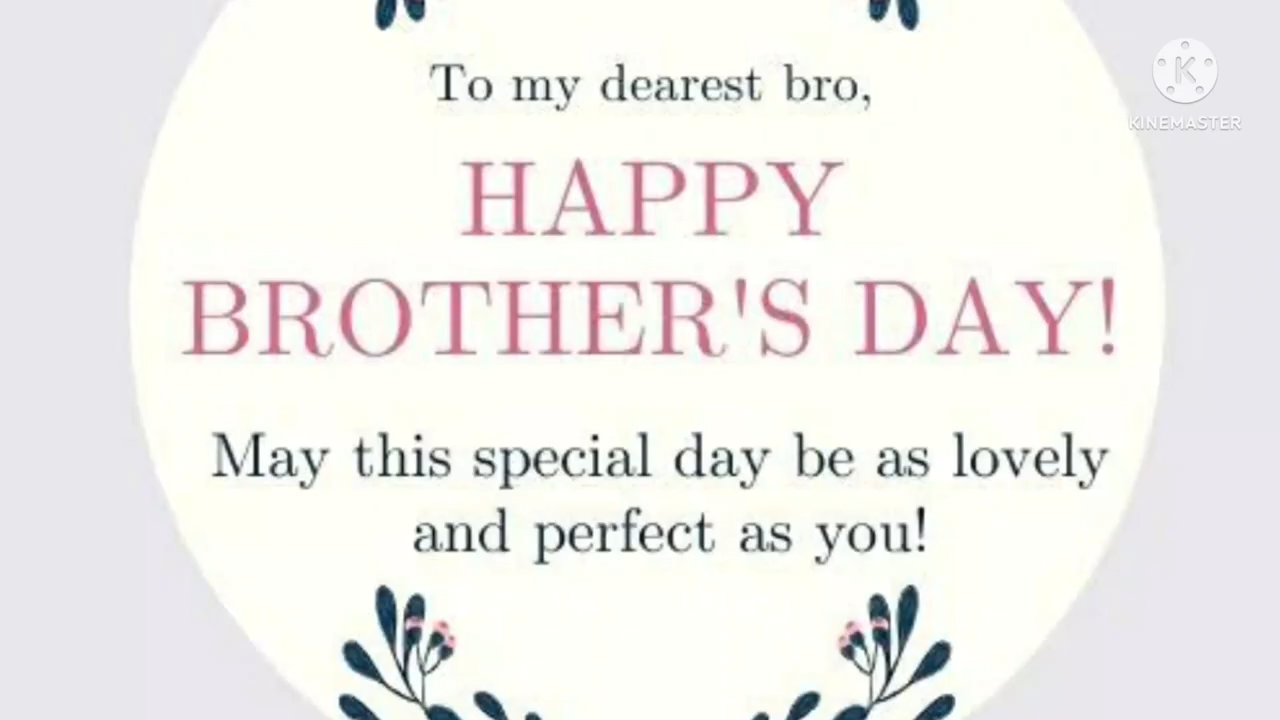 To my dearest bro,
HAPPY
BROTHER'S DAY!
May this special day be as lovely
and perfect as you!
K
KINEMASTER